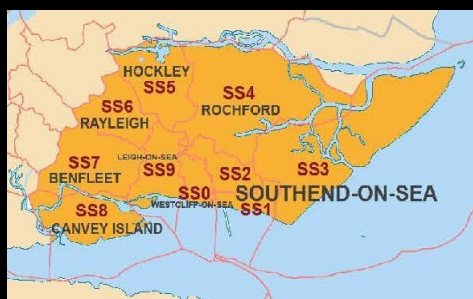 HOCKLEY
SS5
SS4
ROCHFORD
SS6
RAYLEIGH
SS7
BENFLEET
LEIGH-ON-SEA
SS9
SS2
SS3
SS0
WESTCLIFF-ON-SEA
SOUTHEND-ON-SEA
SS1
SS8
CANVEY ISLAND